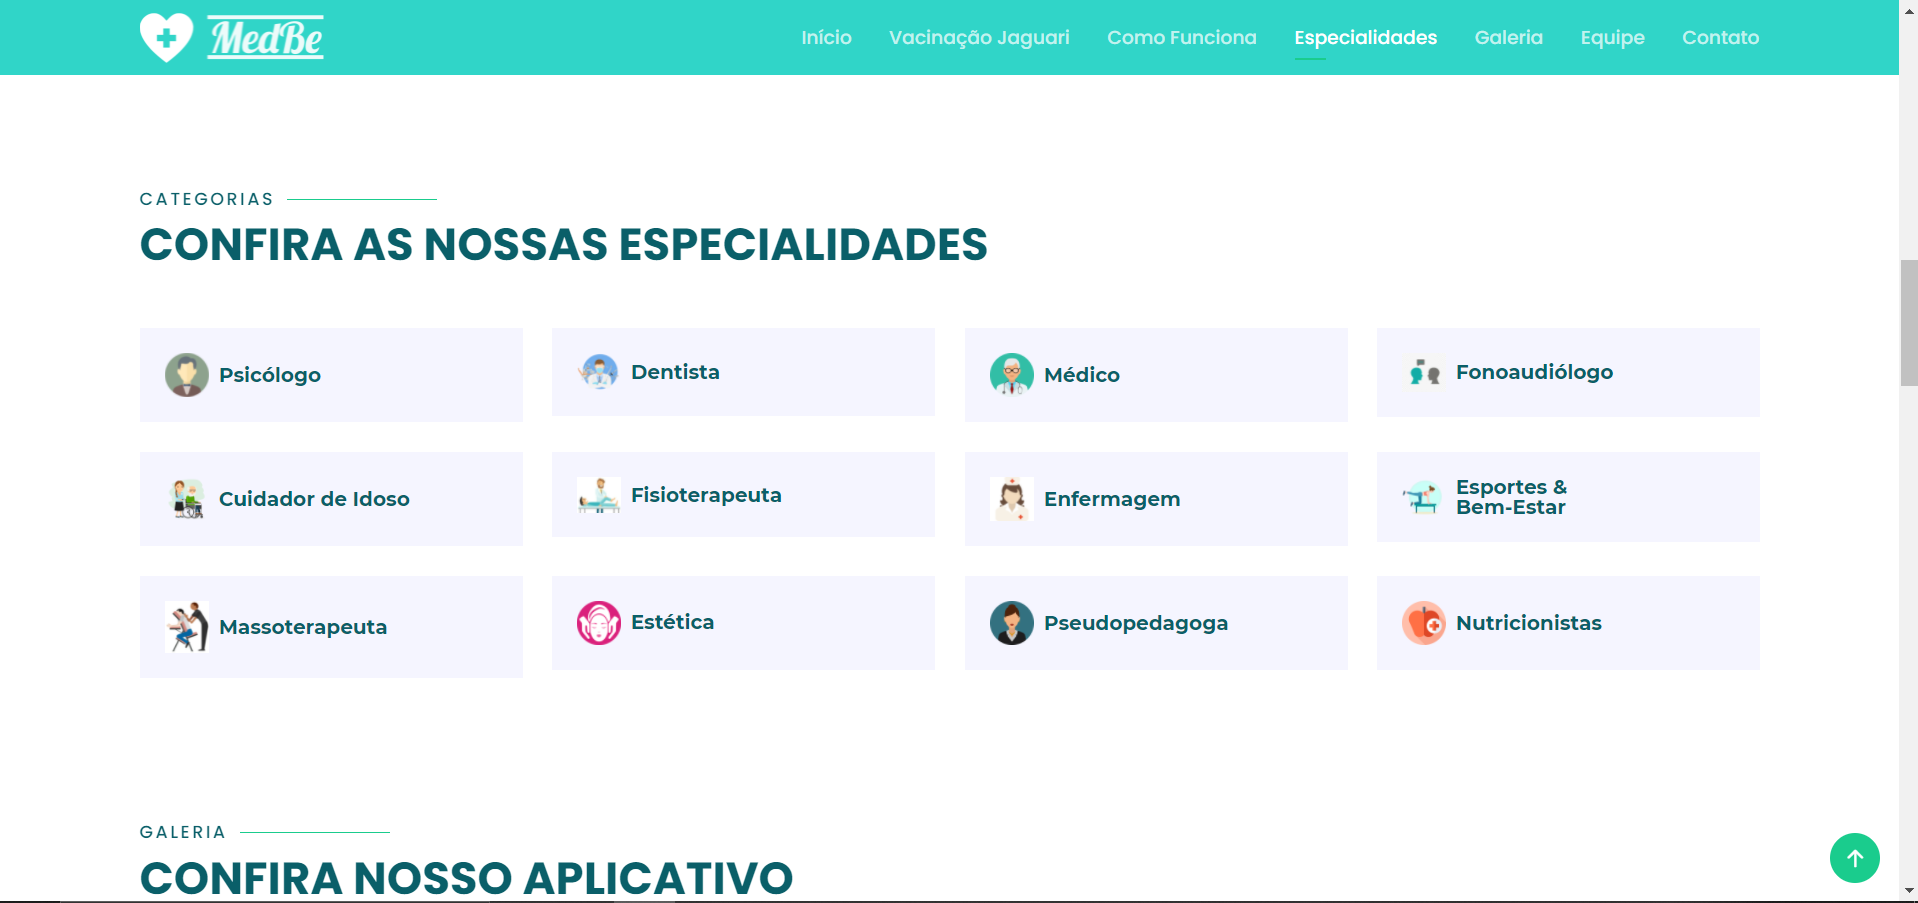 MedBe
Início Vacinação Jaguari Como Funciona Especialidades Galeria Equipe Contato
CATEGORIAS
CONFIRA AS NOSSAS ESPECIALIDADES
Psicólogo
Dentista
Médico
Fonoaudiólogo
Cuidador de Idoso
Fisioterapeuta
Enfermagem
Esportes &
Bem-Estar
Massoterapeuta
Estética
Pseudopedagoga
Nutricionistas
GALERIA
CONFIRA NOSSO APLICATIVO